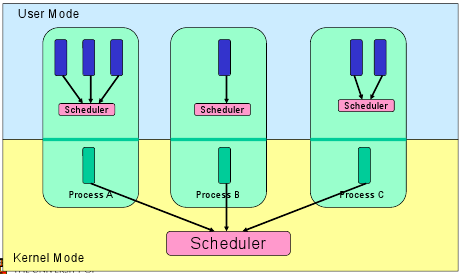 User Mode
Scheduler
Scheduler
Scheduler
Process A
Process B
Process C
Scheduler
Kernel Mode